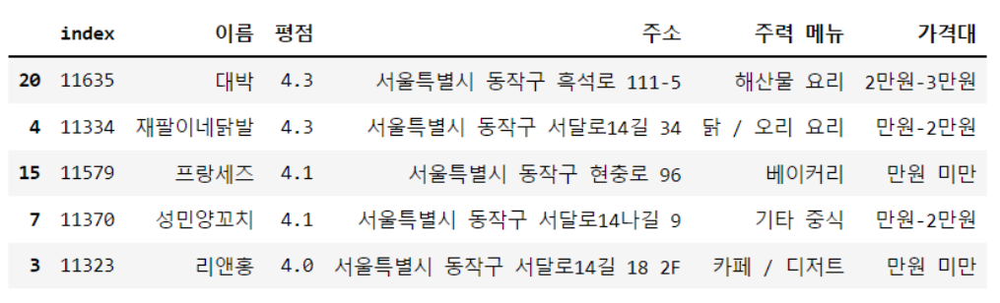 index 이름 평점 주소 주력 메뉴 가격대
20 11635 대박 4.3 서울특별시 동작구 흑석로 111-5 해산물 요리 2만원-3만원
4 11334 재팔이네닭발 4.3 서울특별시 동작구 서달로14길 34 닭 / 오리 요리 만원-2만원
15 11579 프랑세즈 4.1 서울특별시 동작구 현충로 96 베이커리 만원 미만
7 11370 성민양꼬치 4.1 서울특별시 동작구 서달로14나길 9 기타 중식 만원-2만원
3 11323 리앤홍 4.0 서울특별시 동작구 서달로14길 18 2F 카페 / 디저트 만원 미만